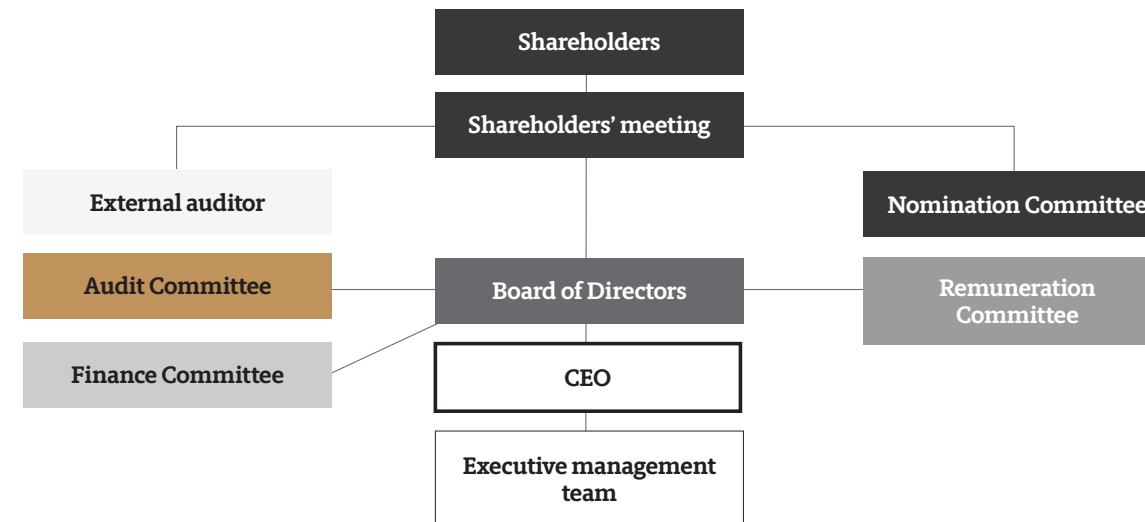 Shareholders
Shareholders’ meeting
External auditor
Nomination Committee
Audit Committee
Board of Directors
Remuneration
Committee
Finance Committee
CEO
Executive management
team